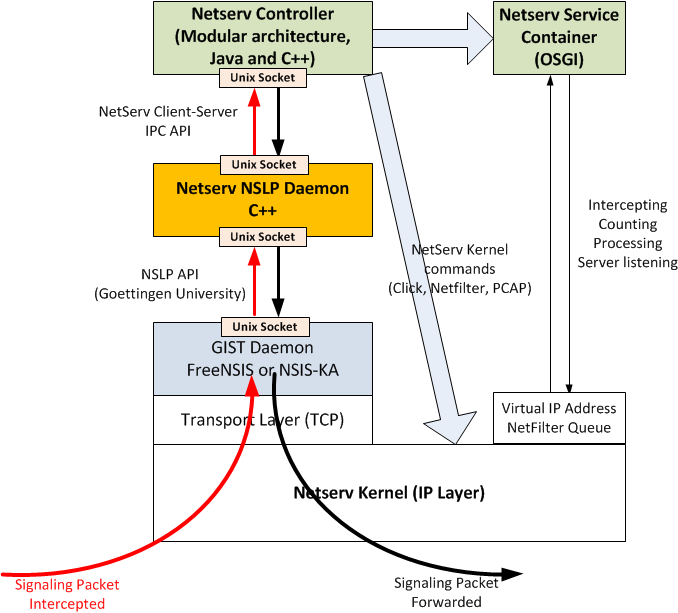 Netserv Controller
(Modular architecture,
Java and C++)
Unix Socket
Netserv Service
Container
(OSGI)
NetServ Client-Server
IPC API
Unix Socket
Netserv NSLP Daemon
C++
Unix Socket
NSLP API
(Goettingen University)
Intercepting
Counting
Processing
Server listening
NetServ Kernel
commands
(Click, Netfilter, PCAP)
Unix Socket
GIST Daemon
FreeNSIS or NSIS-KA
Transport Layer (TCP)
Virtual IP Address
NetFilter Queue
Netserv Kernel (IP Layer)
Signaling Packet
Intercepted
Signaling Packet
Forwarded